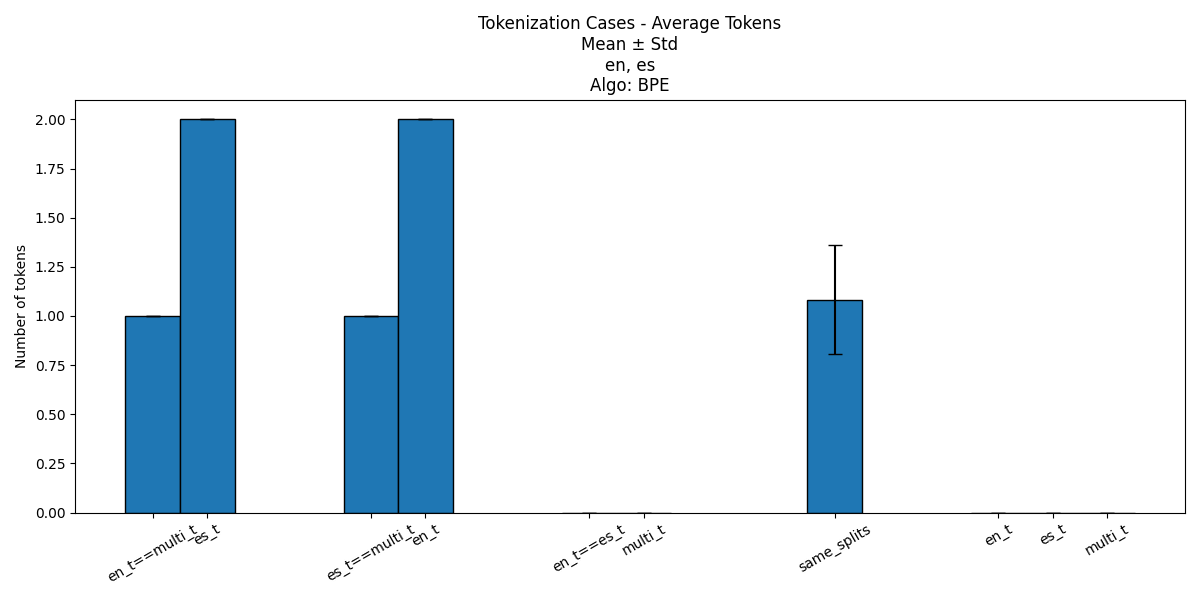 Tokenization Cases - Average Tokens
Mean ± Std
en, es
Algo: BPE
Number of tokens
2.00
1.75
1.50
1.25
1.00
0.75
0.50
0.25
0.00
en_t==multi_t
es_t
es_t==multi_t
en_t
en_t==es_t
multi_t
same_splits
en_t
es_t
multi_t